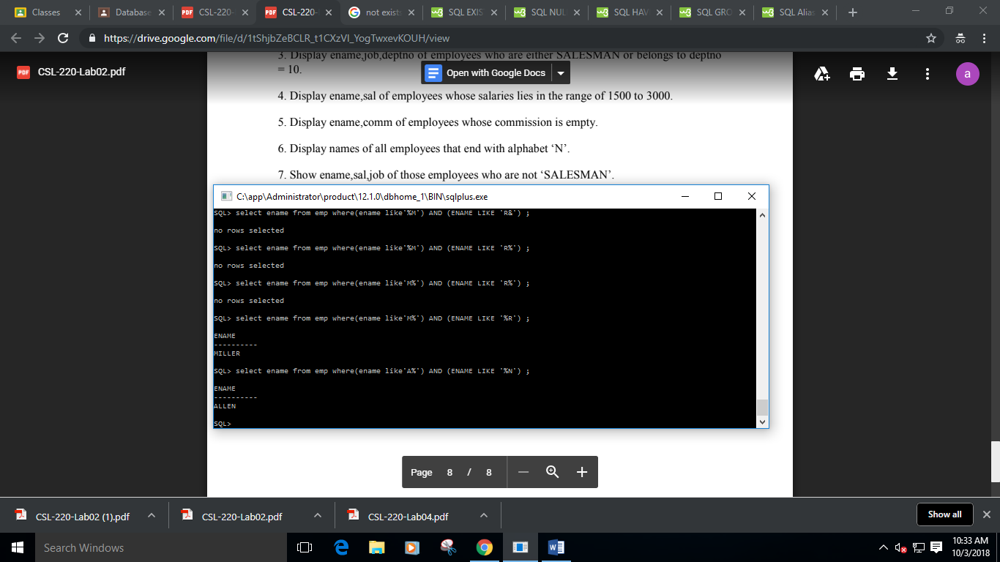 Classes
Database
CSL-220-
CSL-220-
not exist
SQL EXIS
SQL NUL
SQL HAV
SQL GRO
SQL Alias
https://drive.google.com/file/d/1tShjbZeBCLR_t1CXzVI_YogTwxevKOUH/view
PDF CSL-220-Lab02.pdf
3. Display ename,job,deptno of employees who are either SALESMAN or belongs to deptno
= 10.
Open with Google Docs
a
4. Display ename,sal of employees whose salaries lies in the range of 1500 to 3000.
5. Display ename,comm of employees whose commission is empty.
6. Display names of all employees that end with alphabet ‘N’.
7. Show ename,sal,job of those employees who are not ‘SALESMAN’.
C:\app\Administrator\product\12.1.0\dbhome_1\BIN\sqlplus.exe
SQL> select ename from emp where(ename like'%M') AND (ENAME LIKE 'R&') ;
no rows selected
SQL> select ename from emp where(ename like'%M') AND (ENAME LIKE 'R%') ;
no rows selected
SQL> select ename from emp where(ename like'M%') AND (ENAME LIKE 'R%') ;
no rows selected
SQL> select ename from emp where(ename like'M%') AND (ENAME LIKE '%R') ;
ENAME
----------
MILLER
SQL> select ename from emp where(ename like'A%') AND (ENAME LIKE '%N') ;
ENAME
----------
ALLEN
SQL>
Page 8 / 8
CSL-220-Lab02 (1).pdf
CSL-220-Lab02.pdf
CSL-220-Lab04.pdf
Show all
Search Windows
10:33 AM
10/3/2018